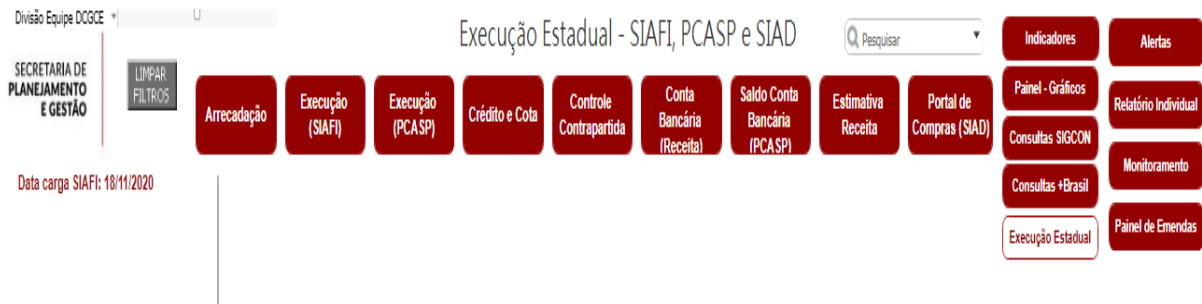 Divisão Equipe DCGCE
Execução Estadual - SIAFI, PCASP e SIAD
Pesquisar
SECRETARIA DE
PLANEJAMENTO
E GESTÃO
LIMPAR
FILTROS
Arrecadação
Execução
(SIAFI)
Execução
(PCASP)
Crédito e Cota
Controle
Contrapartida
Conta
Bancária
(Receita)
Saldo Conta
Bancária
(PCASP)
Estimativa
Receita
Portal de
Compras (SIAD)
Indicadores
Painel - Gráficos
Consultas SIGCON
Consultas +Brasil
Execução Estadual
Alertas
Relatório Individual
Monitoramento
Painel de Emendas
Data carga SIAFI: 18/11/2020